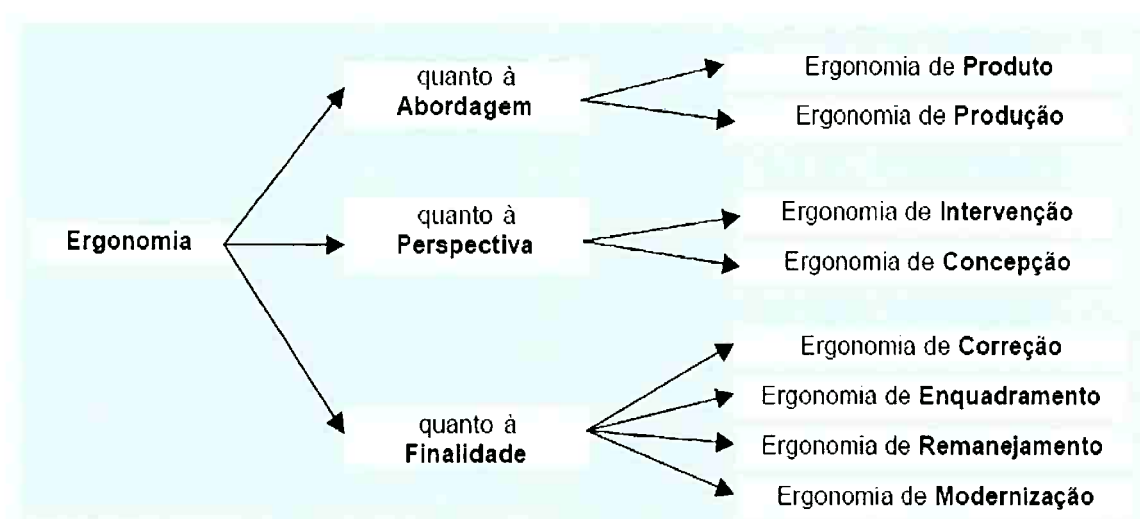 Ergonomia
quanto à
Abordagem
Ergonomia de Produto
Ergonomia de Produção
quanto à
Perspectiva
Ergonomia de Intervenção
Ergonomia de Concepção
quanto à
Finalidade
Ergonomia de Correção
Ergonomia de Enquadramento
Ergonomia de Remanejamento
Ergonomia de Modernização